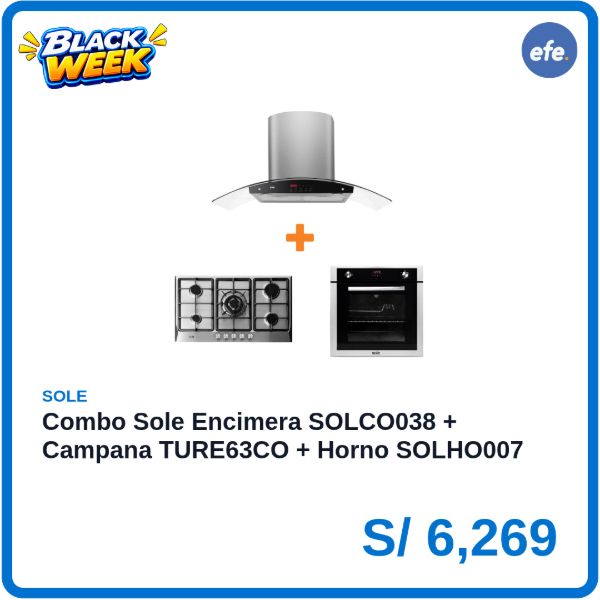 BLACK
WEEK
efe.
SOLE
Combo Sole Encimera SOLCO038 +
Campana TURE63CO + Horno SOLHO007
S/ 6,269